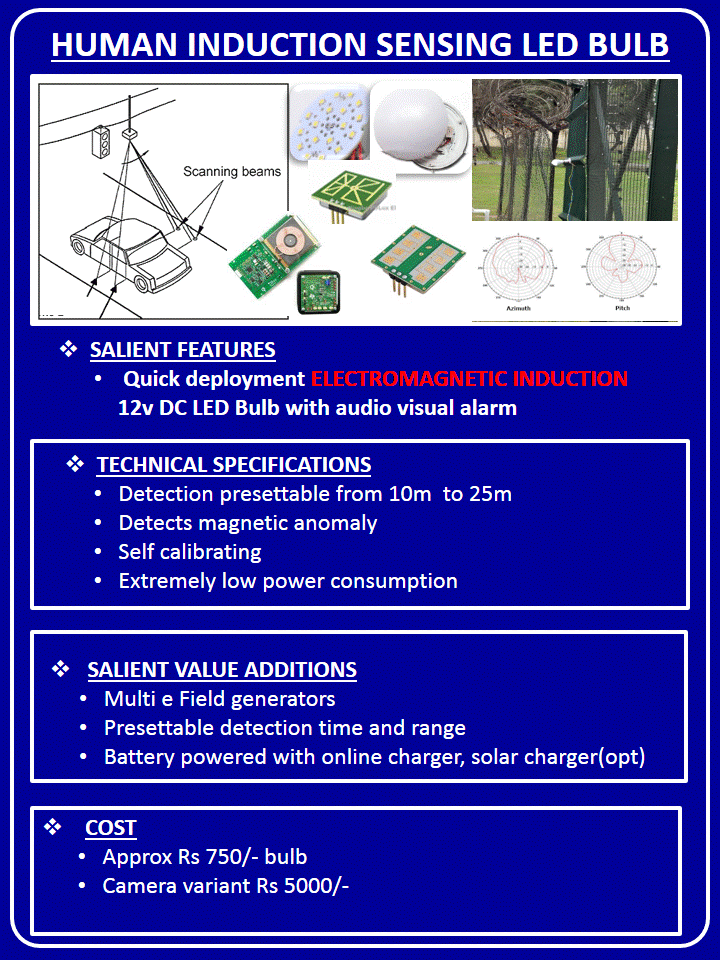 HUMAN INDUCTION SENSING LED BULB
Scanning beams
Azimuth
Pitch
❖ SALIENT FEATURES
• Quick deployment ELECTROMAGNETIC INDUCTION
12v DC LED Bulb with audio visual alarm
❖ TECHNICAL SPECIFICATIONS
• Detection presettable from 10m to 25m
• Detects magnetic anomaly
• Self calibrating
• Extremely low power consumption
❖ SALIENT VALUE ADDITIONS
• Multi e Field generators
• Presettable detection time and range
• Battery powered with online charger, solar charger(opt)
❖ COST
• Approx Rs 750/- bulb
• Camera variant Rs 5000/-